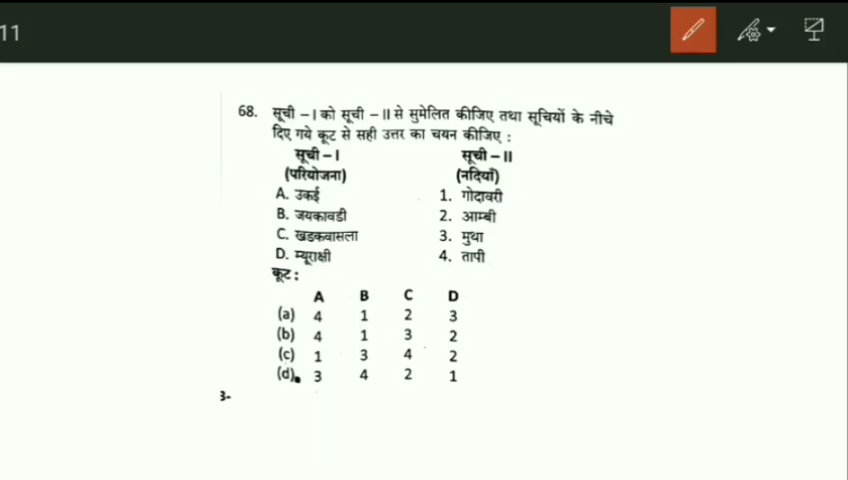 11
68. सूची – I को सूची – II से सुमेलित कीजिए तथा सूचियों के नीचे
दिए गये कूट से सही उत्तर का चयन कीजिए :
सूची – I सूची – II
(परियोजना) (नदियाँ)
A. उकई 1. गोदावरी
B. जयकावडी 2. आम्बी
C. खडकवासला 3. मुथा
D. म्यूराक्षी 4. तापी
कूट :
A B C D
(a) 4 1 2 3
(b) 4 1 3 2
(c) 1 3 4 2
(d) 3 4 2 1
3-